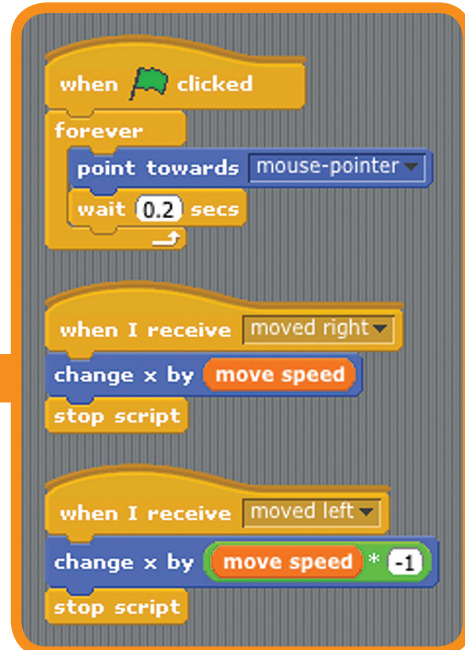 when clicked
forever
point towards mouse-pointer
wait 0.2 secs
when I receive moved right
change x by move speed
stop script
when I receive moved left
change x by move speed * -1
stop script